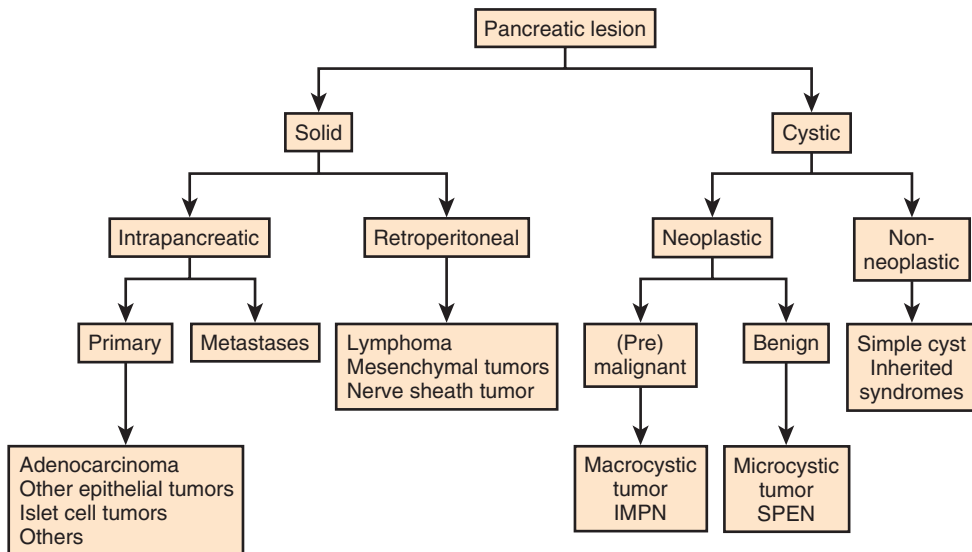 Pancreatic lesion
Solid
Cystic
Intrapancreatic
Retroperitoneal
Neoplastic
Non-
neoplastic
Primary
Metastases
Lymphoma
Mesenchymal tumors
Nerve sheath tumor
(Pre)
malignant
Benign
Simple cyst
Inherited
syndromes
Adenocarcinoma
Other epithelial tumors
Islet cell tumors
Others
Macrocystic
tumor
IMPN
Microcystic
tumor
SPEN